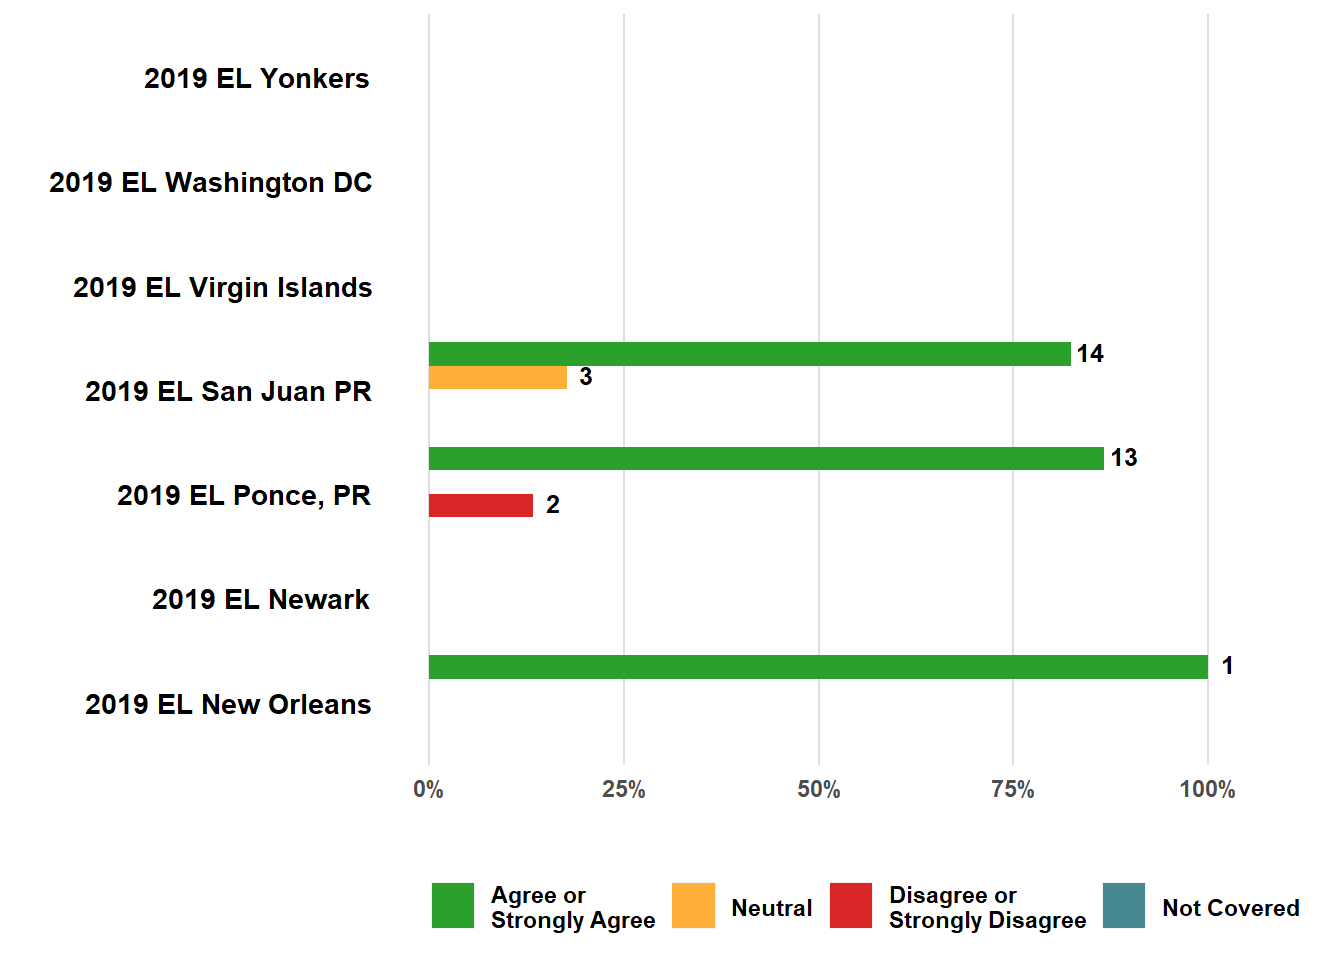 2019 EL Yonkers
2019 EL Washington DC
2019 EL Virgin Islands
14
3
2019 EL San Juan PR
13
2019 EL Ponce, PR
2
2019 EL Newark
1
2019 EL New Orleans
0% 25% 50% 75% 100%
Agree or
Strongly Agree
Neutral
Disagree or
Strongly Disagree
Not Covered